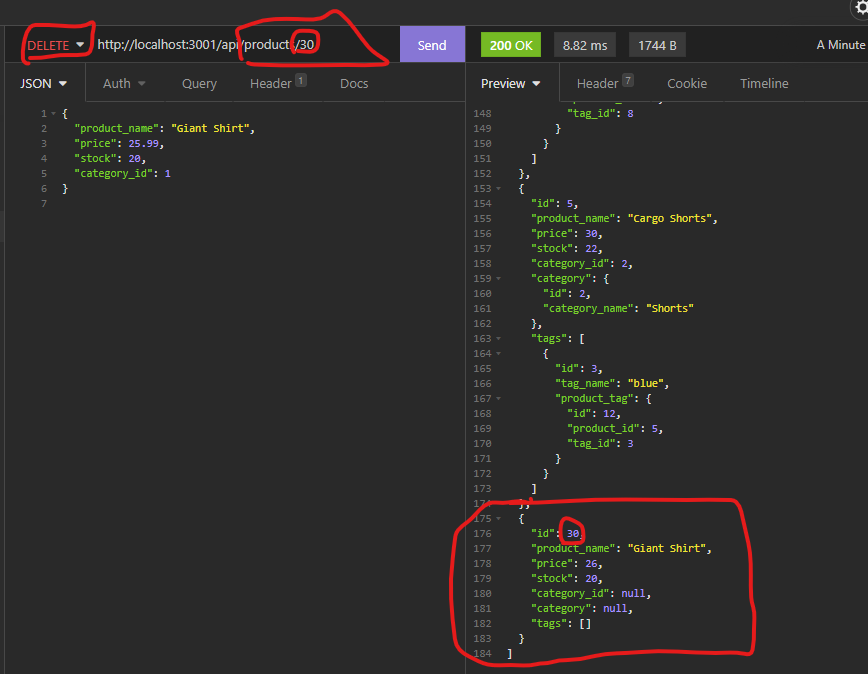 DELETE http://localhost:3001/api/products/30 Send 200 OK 8.82 ms 1744 B A Minute
JSON Auth Query Header 1 Docs Preview Header 7 Cookie Timeline
1 {
2 "product_name": "Giant Shirt",
3 "price": 25.99,
4 "stock": 20,
5 "category_id": 1
6 }
7
148 "tag_id": 8
149 }
150 }
151 ]
152 },
153 {
154 "id": 5,
155 "product_name": "Cargo Shorts",
156 "price": 30,
157 "stock": 22,
158 "category_id": 2,
159 "category": {
160 "id": 2,
161 "category_name": "Shorts"
162 },
163 "tags": [
164 {
165 "id": 3,
166 "tag_name": "blue",
167 "product_tag": {
168 "id": 12,
169 "product_id": 5,
170 "tag_id": 3
171 }
172 }
173 ]
174 },
175 {
176 "id": 30,
177 "product_name": "Giant Shirt",
178 "price": 26,
179 "stock": 20,
180 "category_id": null,
181 "category": null,
182 "tags": []
183 }
184 ]